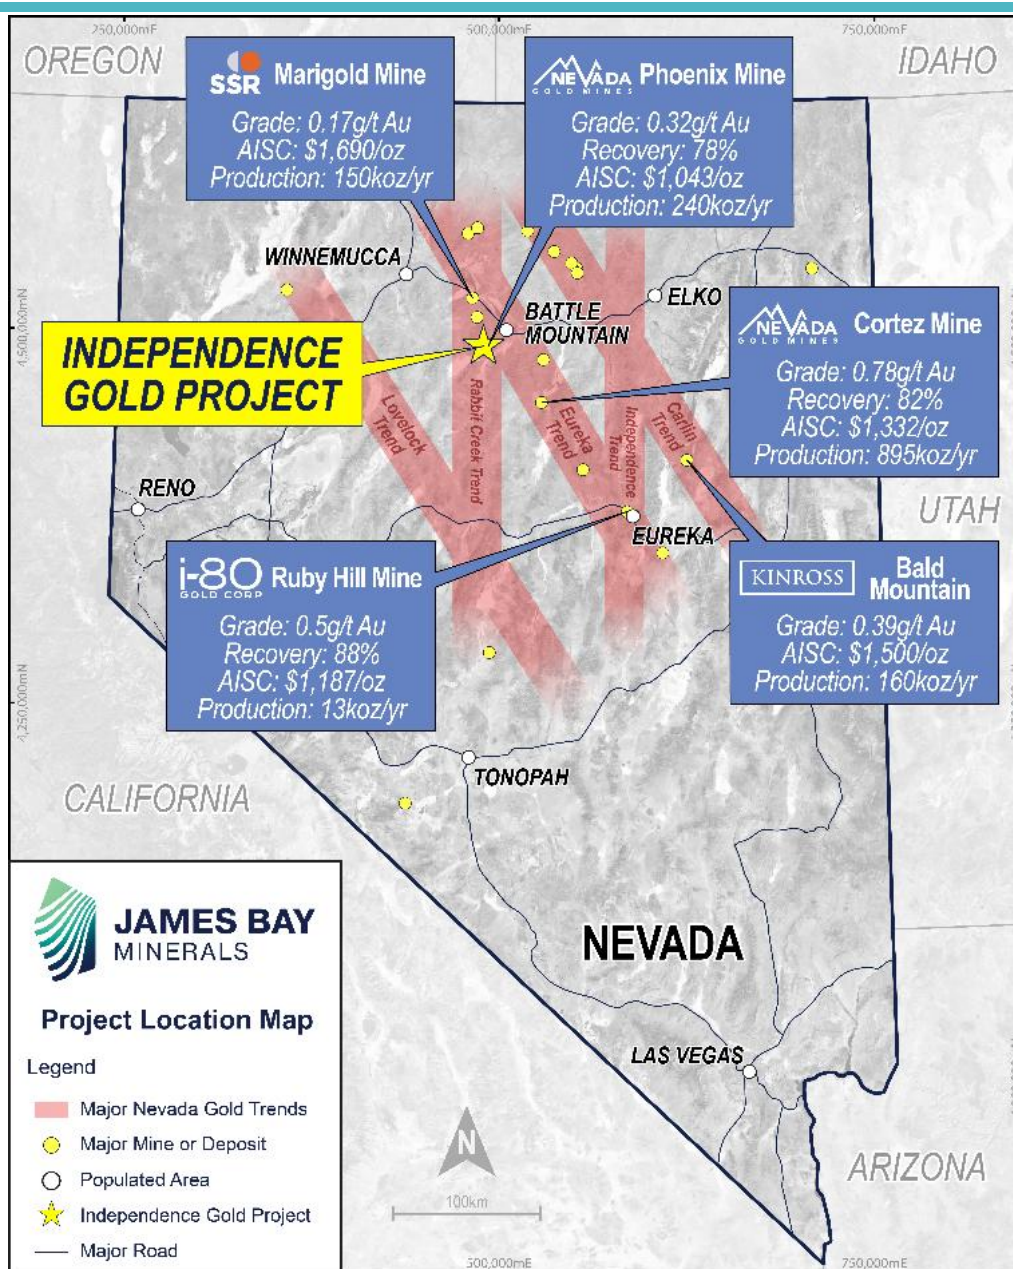 250,000mE
500,000mE
750,000mE
OREGON
IDAHO
SSR Marigold Mine
Grade: 0.17g/t Au
AISC: $1,690/oz
Production: 150koz/yr
NEVADA GOLD MINES Phoenix Mine
Grade: 0.32g/t Au
Recovery: 78%
AISC: $1,043/oz
Production: 240koz/yr
WINNEMUCCA
BATTLE
MOUNTAIN
ELKO
4,500,000mN
INDEPENDENCE
GOLD PROJECT
NEVADA GOLD MINES Cortez Mine
Grade: 0.78g/t Au
Recovery: 82%
AISC: $1,332/oz
Production: 895koz/yr
Lovelock
Trend
Rabbit Creek Trend
Eureka
Trend
Independence
Trend
Carlin
Trend
RENO
UTAH
EUREKA
i-80
GOLD CORP
Ruby Hill Mine
Grade: 0.5g/t Au
Recovery: 88%
AISC: $1,187/oz
Production: 13koz/yr
KINROSS
Bald
Mountain
Grade: 0.39g/t Au
AISC: $1,500/oz
Production: 160koz/yr
4,250,000mN
TONOPAH
CALIFORNIA
NEVADA
LAS VEGAS
ARIZONA
JAMES BAY
MINERALS
Project Location Map
Legend
Major Nevada Gold Trends
Major Mine or Deposit
Populated Area
Independence Gold Project
Major Road
N
100km
500,000mE
750,000mE